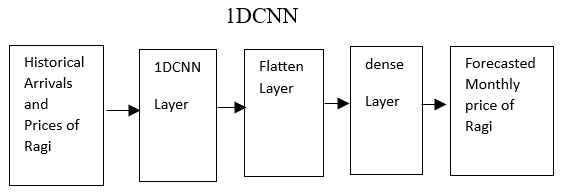 1DCNN
Historical
Arrivals
and
Prices of
Ragi
1DCNN
Layer
Flatten
Layer
dense
Layer
Forecasted
Monthly
price of
Ragi